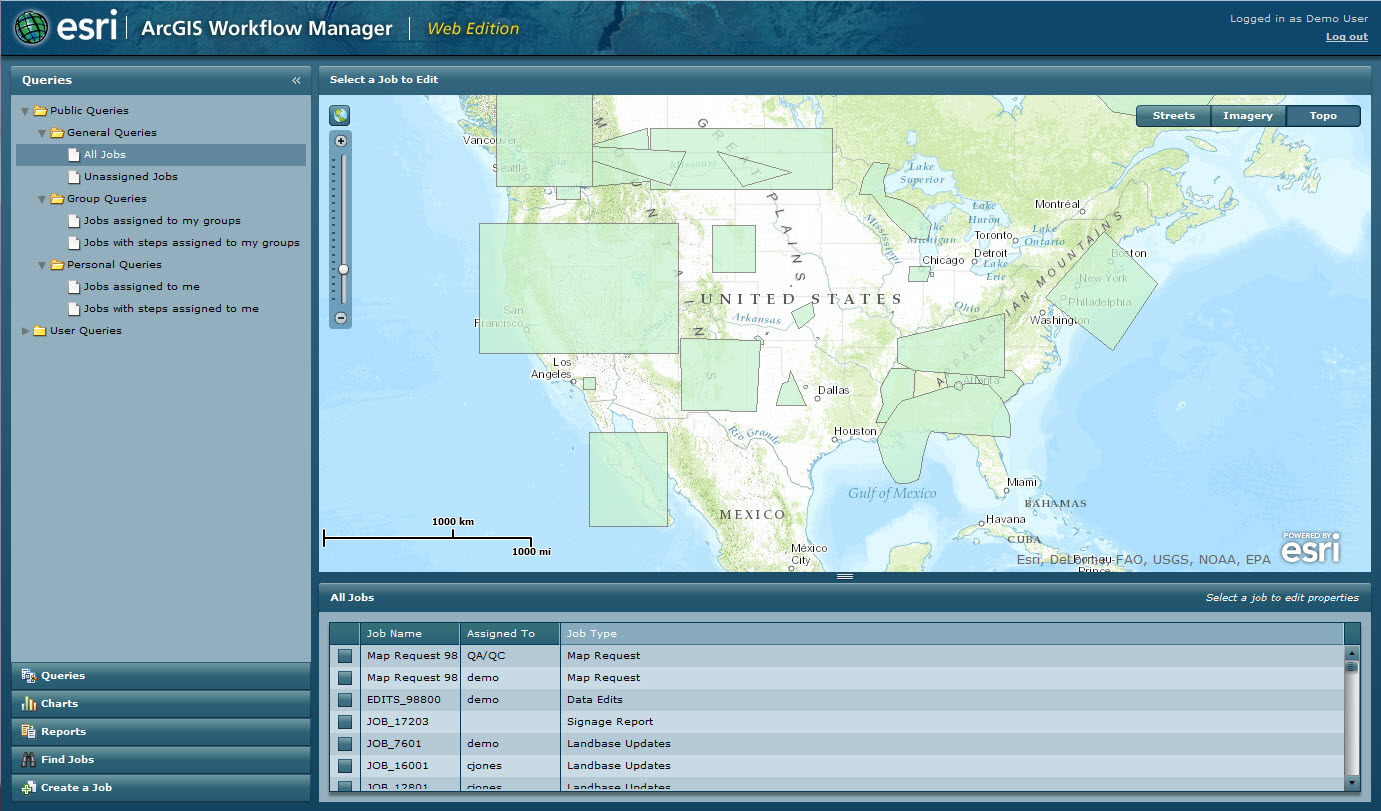 esri | ArcGIS Workflow Manager | Web Edition
Logged in as Demo User
Log out
Queries
Public Queries
General Queries
All Jobs
Unassigned Jobs
Group Queries
Jobs assigned to my groups
Jobs with steps assigned to my groups
Personal Queries
Jobs assigned to me
Jobs with steps assigned to me
User Queries
Queries
Charts
Reports
Find Jobs
Create a Job
Select a Job to Edit
Streets
Imagery
Topo
Vancouver
Seattle
Missouri
GREAT
PLAINS
Lake Superior
Lake Huron
Lake Michigan
Lake Ontario
Lake Erie
Mississippi
Montréal
Toronto
Detroit
Chicago
Boston
New York
Philadelphia
Washington
APPALACHIAN MOUNTAINS
Ohio
UNITED STATES
Arkansas
San Francisco
Los Angeles
Dallas
Atlanta
Houston
Rio Grande
Gulf of Mexico
Miami
BAHAMAS
Havana
CUBA
MEXICO
México City
Port-au-Prince
1000 km
1000 mi
Esri, DeLorme, FAO, USGS, NOAA, EPA
POWERED BY
esri
All Jobs
Select a job to edit properties
Job Name Assigned To Job Type
Map Request 98 QA/QC Map Request
Map Request 98 demo Map Request
EDITS_98800 demo Data Edits
JOB_17203 Signage Report
JOB_7601 demo Landbase Updates
JOB_16001 cjones Landbase Updates
JOB_12801 cjones Landbase Updates